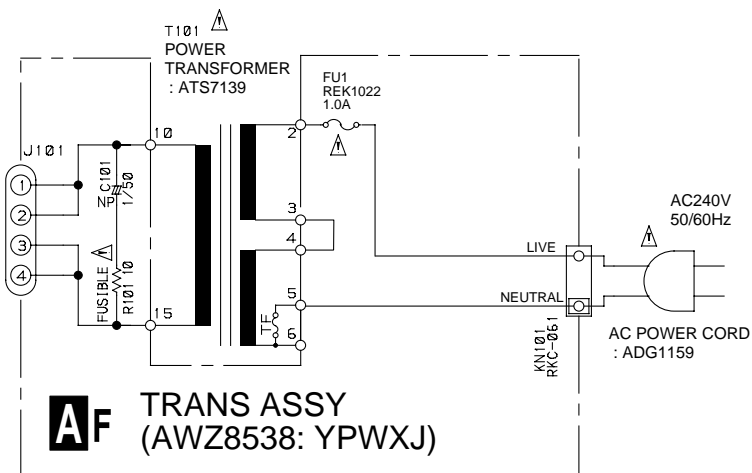 T101
POWER
TRANSFORMER
: ATS7139
FU1
REK1022
1.0A
J101
10
2
1
2
3
4
C101
1/50
NP
FUSIBLE
R101 10
15
3
4
5
6
TF
LIVE
NEUTRAL
AC240V
50/60Hz
KN101
RKC-061
AC POWER CORD
: ADG1159
AF TRANS ASSY
(AWZ8538: YPWXJ)